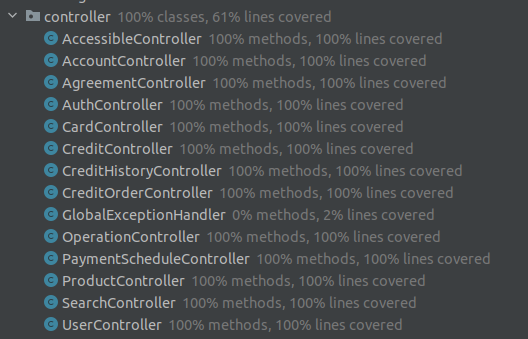 controller 100% classes, 61% lines covered
AccessibleController 100% methods, 100% lines covered
AccountController 100% methods, 100% lines covered
AgreementController 100% methods, 100% lines covered
AuthController 100% methods, 100% lines covered
CardController 100% methods, 100% lines covered
CreditController 100% methods, 100% lines covered
CreditHistoryController 100% methods, 100% lines covered
CreditOrderController 100% methods, 100% lines covered
GlobalExceptionHandler 0% methods, 2% lines covered
OperationController 100% methods, 100% lines covered
PaymentScheduleController 100% methods, 100% lines covered
ProductController 100% methods, 100% lines covered
SearchController 100% methods, 100% lines covered
UserController 100% methods, 100% lines covered